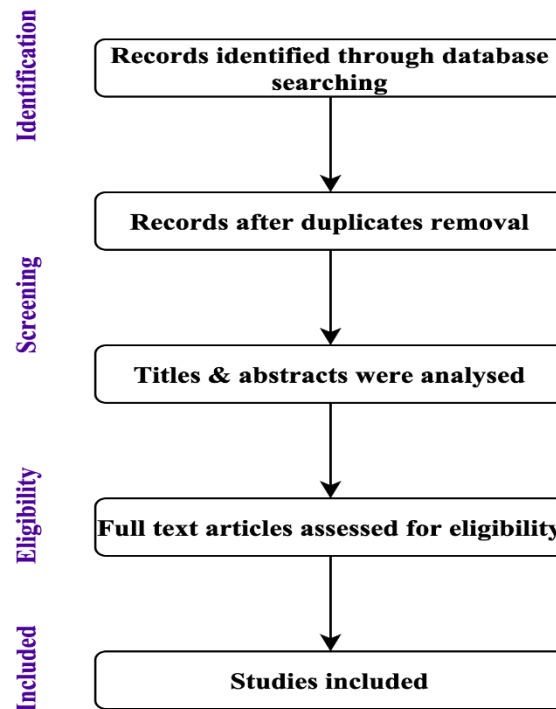 Identification
Records identified through database
searching
Records after duplicates removal
Screening
Titles & abstracts were analysed
Eligibility
Full text articles assessed for eligibility
Included
Studies included